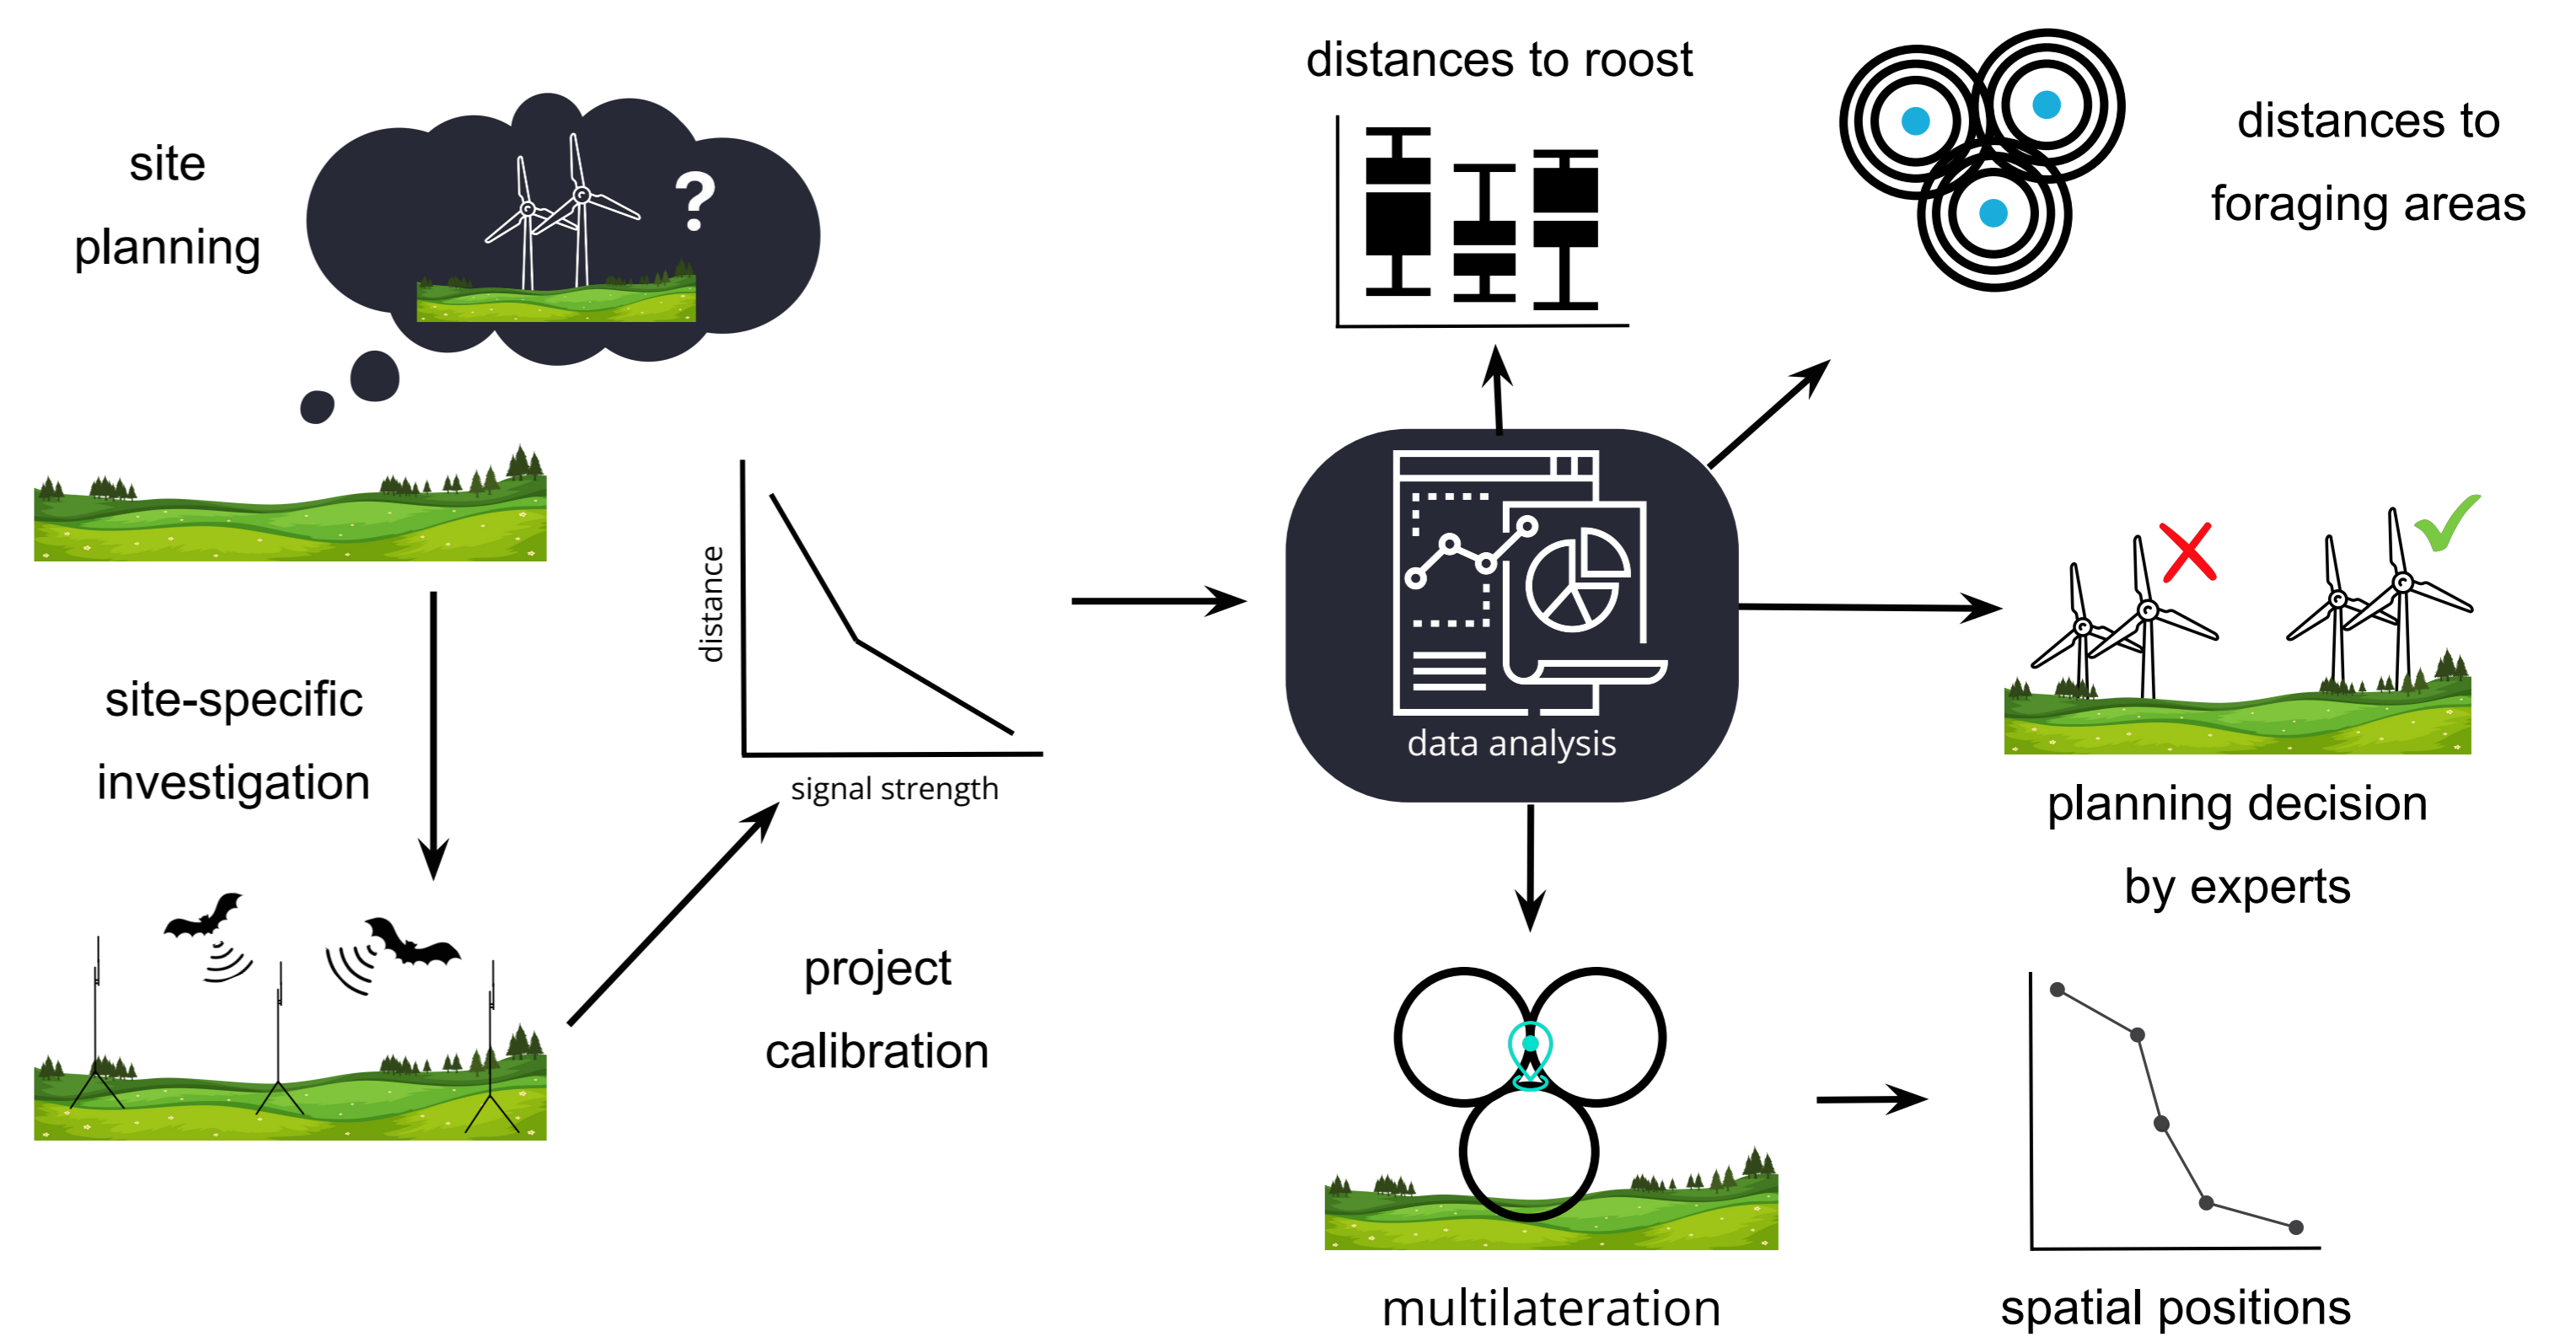 site
planning
?
site-specific
investigation
distance
signal strength
project
calibration
distances to roost
distances to
foraging areas
data analysis
planning decision
by experts
multilateration
spatial positions